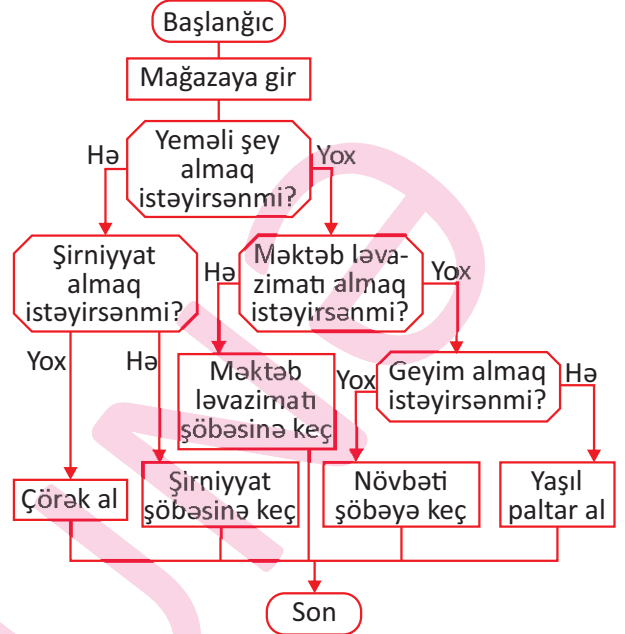 Başlanğıc
Mağazaya gir
Yeməli şey
almaq
istəyirsənmi?
Hə
Yox
Şirniyyat
almaq
istəyirsənmi?
Hə
Məktəb ləva-
zimatı almaq
istəyirsənmi?
Yox
Yox
Hə
Məktəb
ləvazimatı
şöbəsinə keç
Yox
Geyim almaq
istəyirsənmi?
Hə
Çörək al
Şirniyyat
şöbəsinə keç
Növbəti
şöbəyə keç
Yaşıl
paltar al
Son